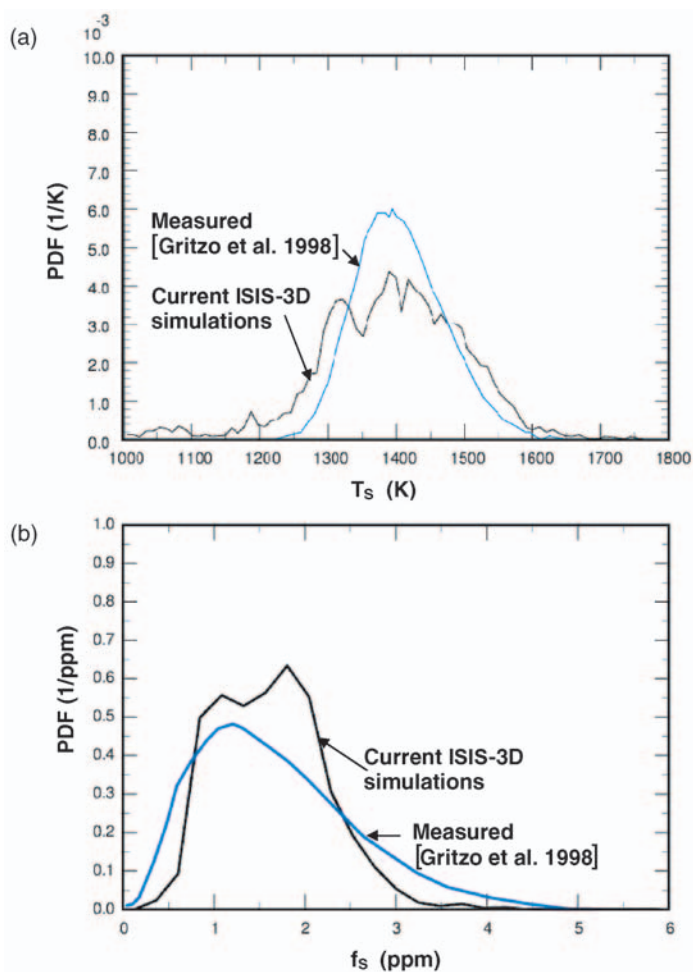 (a)
10
-3
10.0
9.0
8.0
7.0
6.0
5.0
4.0
3.0
2.0
1.0
0.0
PDF (1/K)
Measured
[Gritzo et al. 1998]
Current ISIS-3D
simulations
1000 1100 1200 1300 1400 1500 1600 1700 1800
TS (K)
(b)
1.0
0.9
0.8
0.7
0.6
0.5
0.4
0.3
0.2
0.1
0.0
PDF (1/ppm)
Current ISIS-3D
simulations
Measured
[Gritzo et al. 1998]
0 1 2 3 4 5 6
fS (ppm)